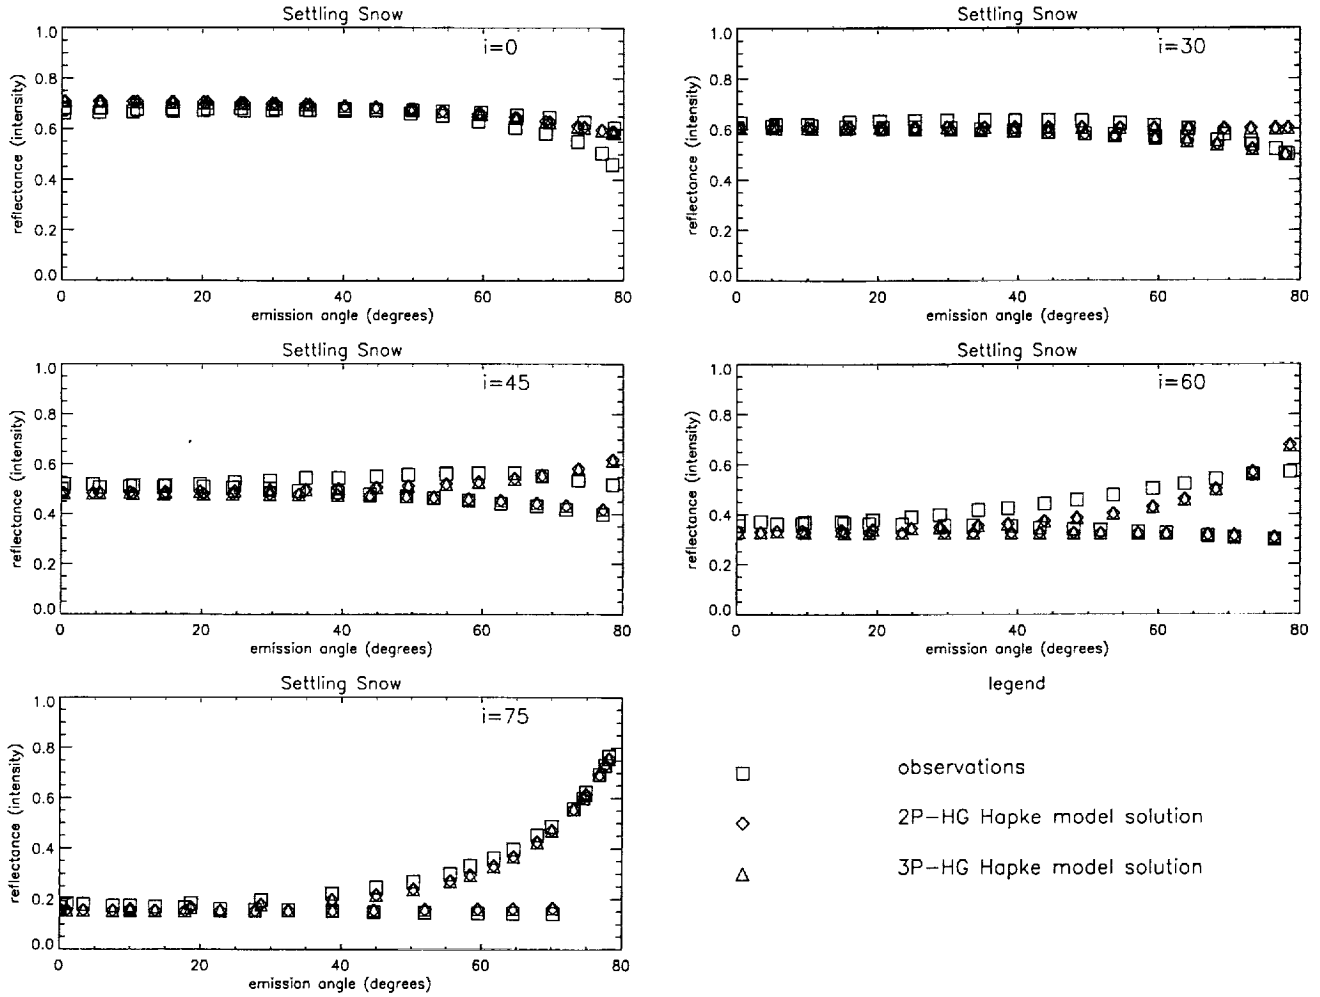 Settling Snow
i=0
1.0
0.8
0.6
0.4
0.2
0.0
reflectance (intensity)
0 20 40 60 80
emission angle (degrees)
Settling Snow
i=30
1.0
0.8
0.6
0.4
0.2
0.0
reflectance (intensity)
0 20 40 60 80
emission angle (degrees)
Settling Snow
i=45
1.0
0.8
0.6
0.4
0.2
0.0
reflectance (intensity)
0 20 40 60 80
emission angle (degrees)
Settling Snow
i=60
1.0
0.8
0.6
0.4
0.2
0.0
reflectance (intensity)
0 20 40 60 80
emission angle (degrees)
Settling Snow
i=75
1.0
0.8
0.6
0.4
0.2
0.0
reflectance (intensity)
0 20 40 60 80
emission angle (degrees)
legend
observations
2P-HG Hapke model solution
3P-HG Hapke model solution